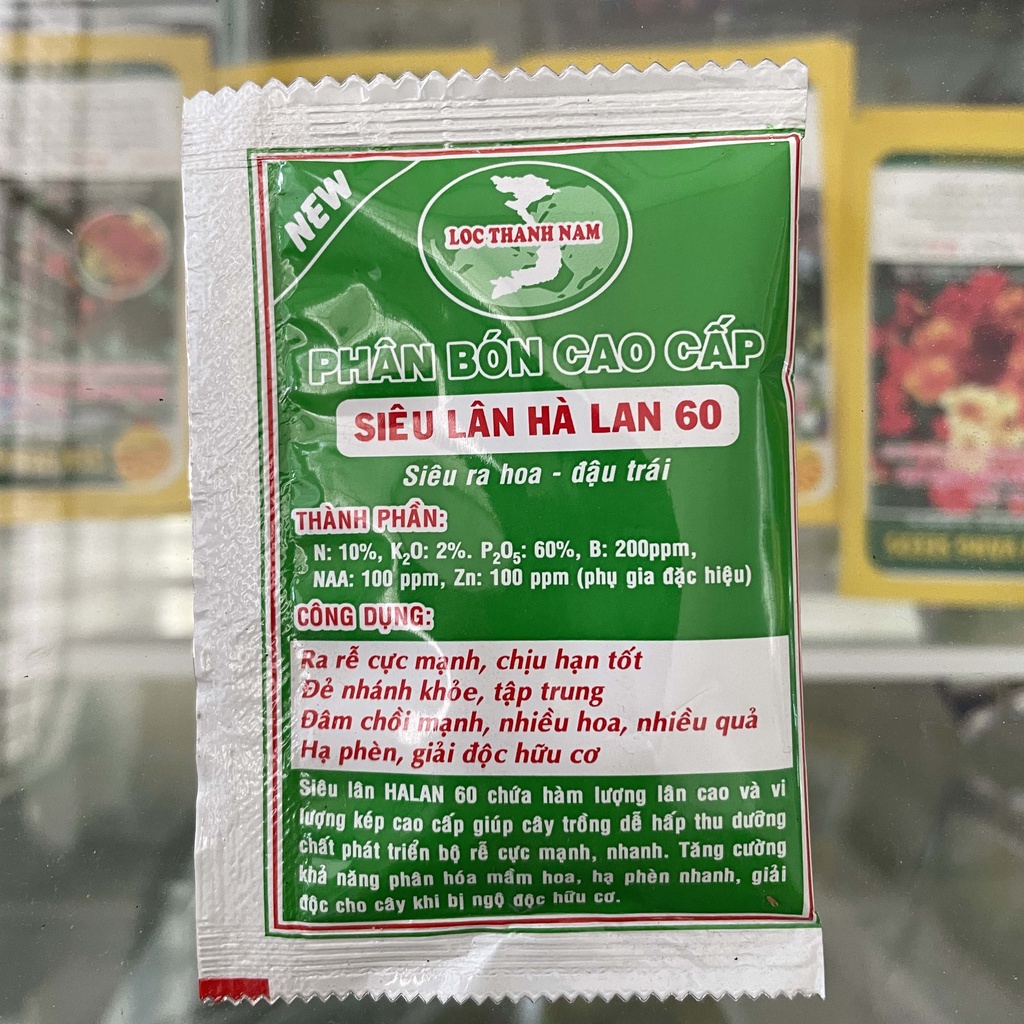 NEW
LOC THANH NAM
PHÂN BÓN CAO CẤP
SIÊU LÂN HÀ LAN 60
Siêu ra hoa - đậu trái
THÀNH PHẦN:
N: 10%, K₂O: 2%. P₂O₅: 60%, B: 200ppm,
NAA: 100 ppm, Zn: 100 ppm (phụ gia đặc hiệu)
CÔNG DỤNG:
Ra rễ cực mạnh, chịu hạn tốt
Đẻ nhánh khỏe, tập trung
Đâm chồi mạnh, nhiều hoa, nhiều quả
Hạ phèn, giải độc hữu cơ
Siêu lân HALAN 60 chứa hàm lượng lân cao và vi
lượng kép cao cấp giúp cây trồng dễ hấp thu dưỡng
chất phát triển bộ rễ cực mạnh, nhanh. Tăng cường
khả năng phân hóa mầm hoa, hạ phèn nhanh, giải
độc cho cây khi bị ngộ độc hữu cơ.